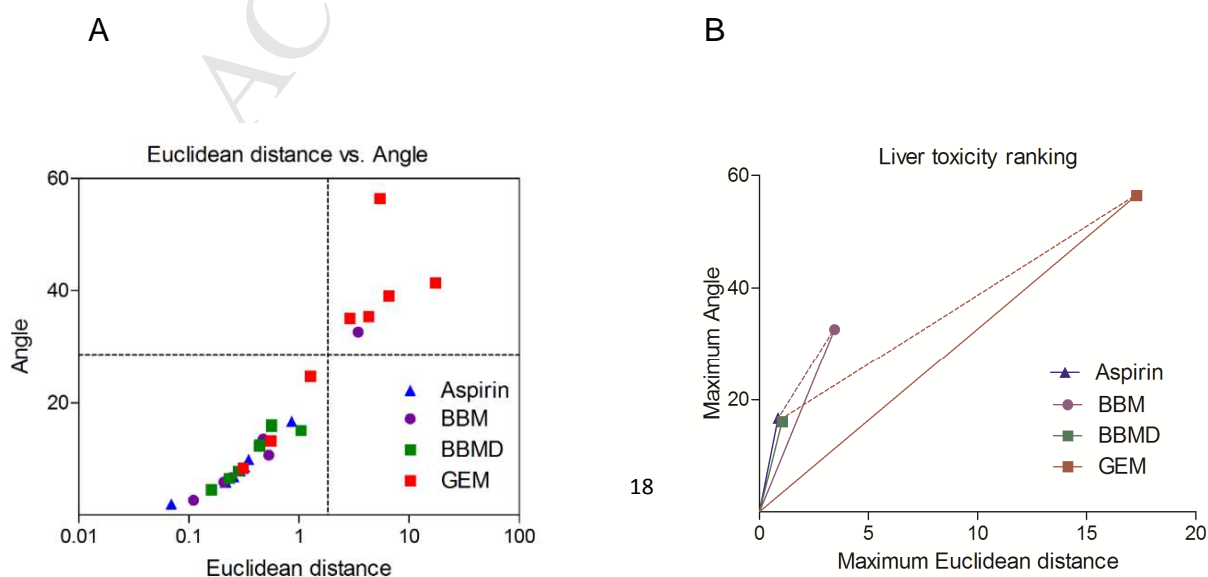 A
B
AC
Euclidean distance vs. Angle
60
40
20
Angle
0.01
0.1
1
10
100
Euclidean distance
Aspirin
BBM
BBMD
GEM
18
Liver toxicity ranking
60
40
20
Maximum Angle
0
5
10
15
20
Maximum Euclidean distance
Aspirin
BBM
BBMD
GEM